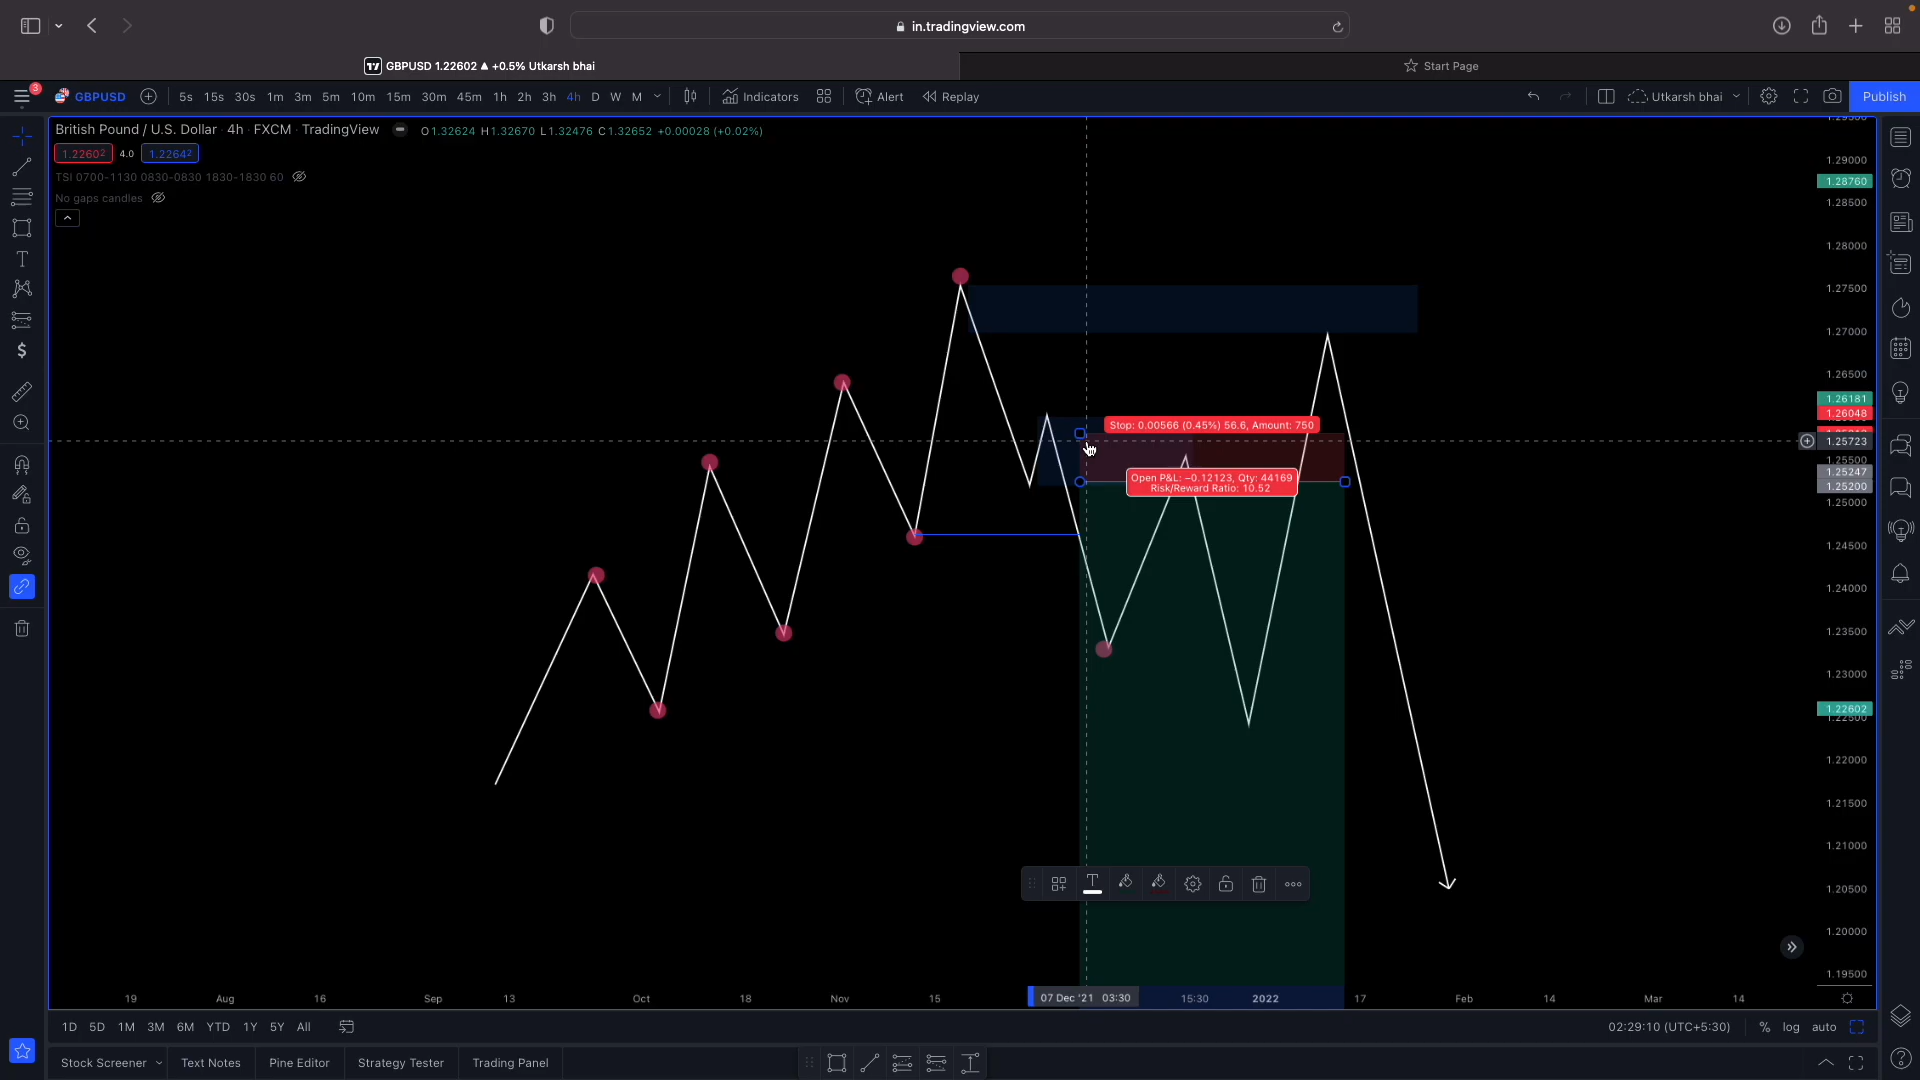 in.tradingview.com
GBPUSD 1.22602 ▲ +0.5% Utkarsh bhai
Start Page
3
GBPUSD 5s 15s 30s 1m 3m 5m 10m 15m 30m 45m 1h 2h 3h 4h D W M Indicators Alert Replay Utkarsh bhai Publish
British Pound / U.S. Dollar · 4h · FXCM · TradingView O1.32624 H1.32670 L1.32476 C1.32652 +0.00028 (+0.02%)
1.22602 4.0 1.22642
TSI 0700-1130 0830-0830 1830-1830 60
No gaps candles
1.29000
1.28760
1.28500
1.28000
1.27500
1.27000
1.26500
1.26181
1.26048
Stop: 0.00566 (0.45%) 56.6, Amount: 750
1.25723
1.25500
1.25247
Open P&L: −0.12123, Qty: 44169
Risk/Reward Ratio: 10.52
1.25200
1.25000
1.24500
1.24000
1.23500
1.23000
1.22602
1.22500
1.22000
1.21500
1.21000
1.20500
1.20000
1.19500
19 Aug 16 Sep 13 Oct 18 Nov 15 07 Dec '21 03:30 15:30 2022 17 Feb 14 Mar 14
1D 5D 1M 3M 6M YTD 1Y 5Y All 02:29:10 (UTC+5:30) % log auto
Stock Screener Text Notes Pine Editor Strategy Tester Trading Panel